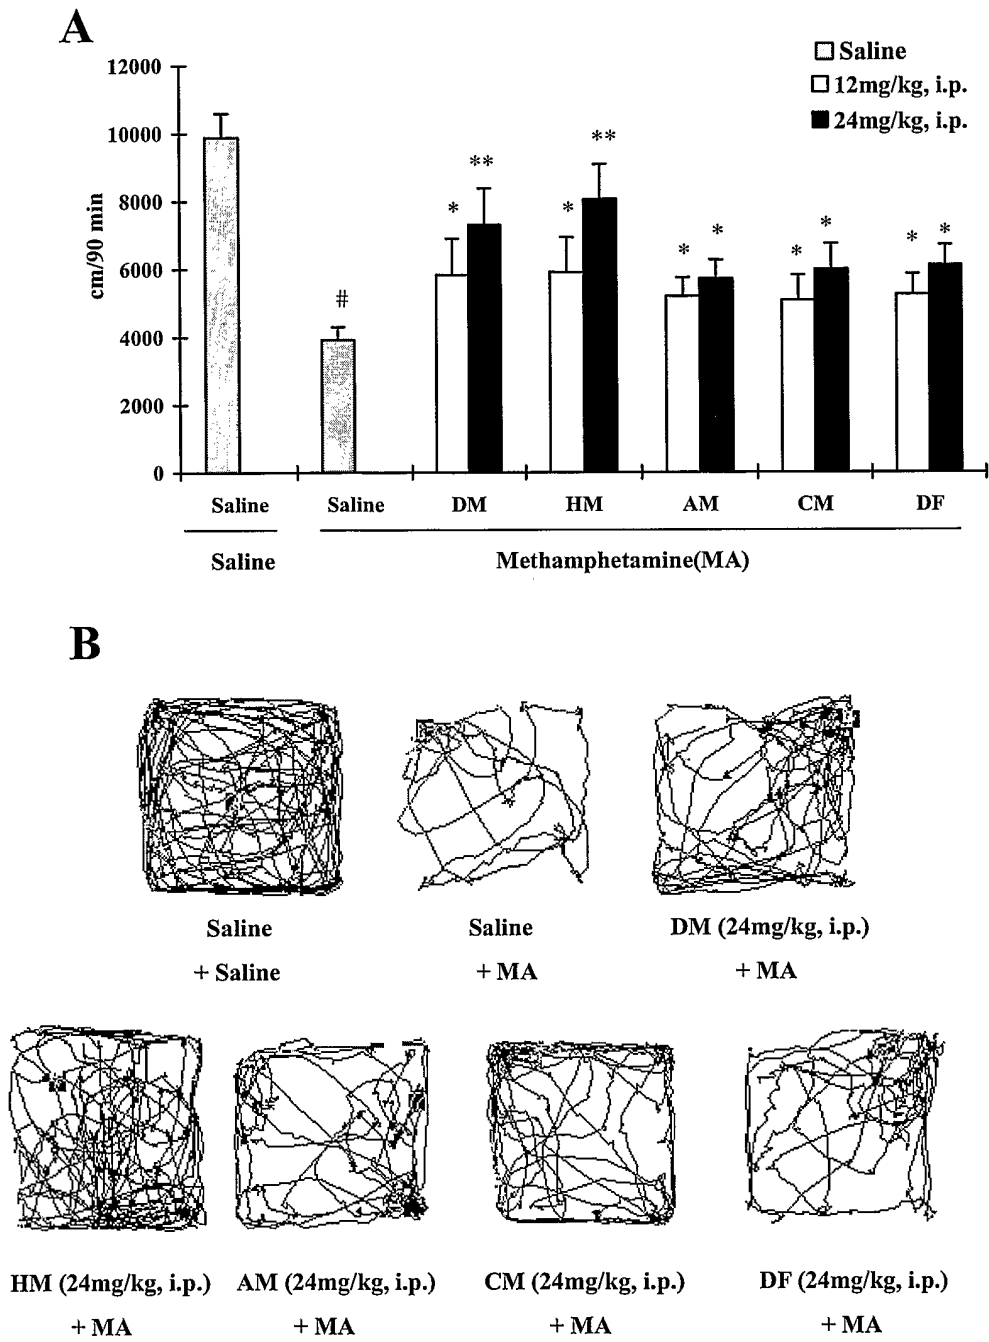 A
12000
10000
8000
6000
4000
2000
0
cm/90 min
Saline
12mg/kg, i.p.
24mg/kg, i.p.
#
*
**
*
**
*
*
*
*
*
*
Saline Saline DM HM AM CM DF
Saline Methamphetamine(MA)
B
Saline Saline DM (24mg/kg, i.p.)
+ Saline + MA + MA
HM (24mg/kg, i.p.) AM (24mg/kg, i.p.) CM (24mg/kg, i.p.) DF (24mg/kg, i.p.)
+ MA + MA + MA + MA